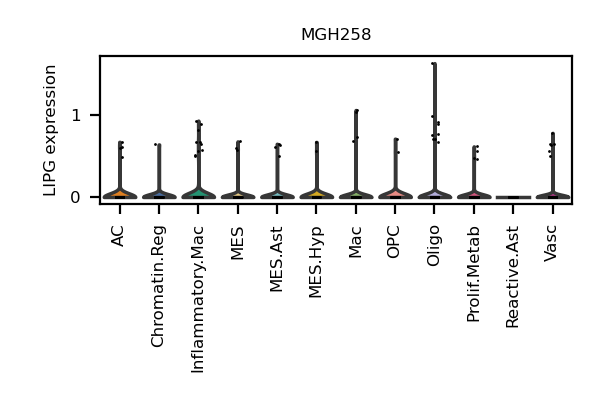 MGH258
LIPG expression
1
0
AC
Chromatin.Reg
Inflammatory.Mac
MES
MES.Ast
MES.Hyp
Mac
OPC
Oligo
Prolif.Metab
Reactive.Ast
Vasc